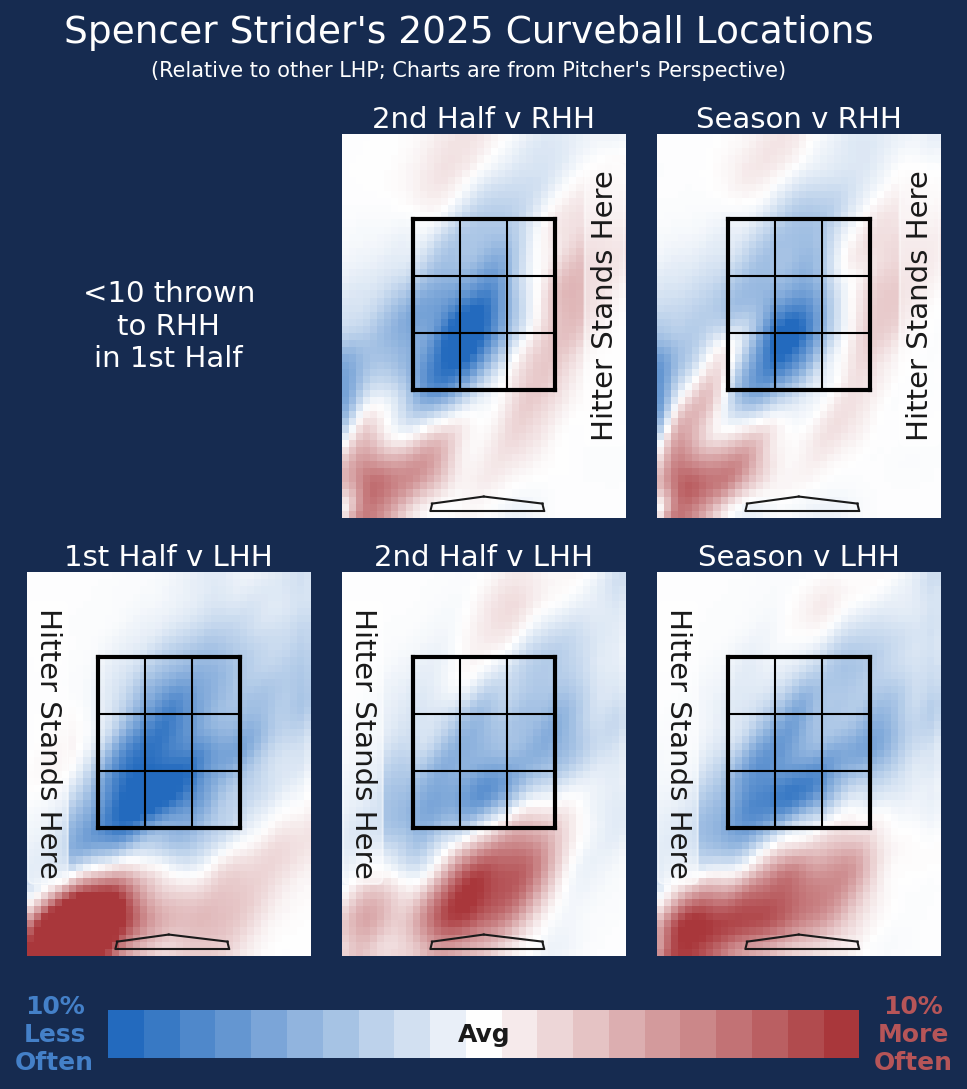 Spencer Strider's 2025 Curveball Locations
(Relative to other LHP; Charts are from Pitcher's Perspective)
2nd Half v RHH
Season v RHH
<10 thrown
to RHH
in 1st Half
Hitter Stands Here
Hitter Stands Here
1st Half v LHH
2nd Half v LHH
Season v LHH
Hitter Stands Here
Hitter Stands Here
Hitter Stands Here
10%
Less
Often
Avg
10%
More
Often